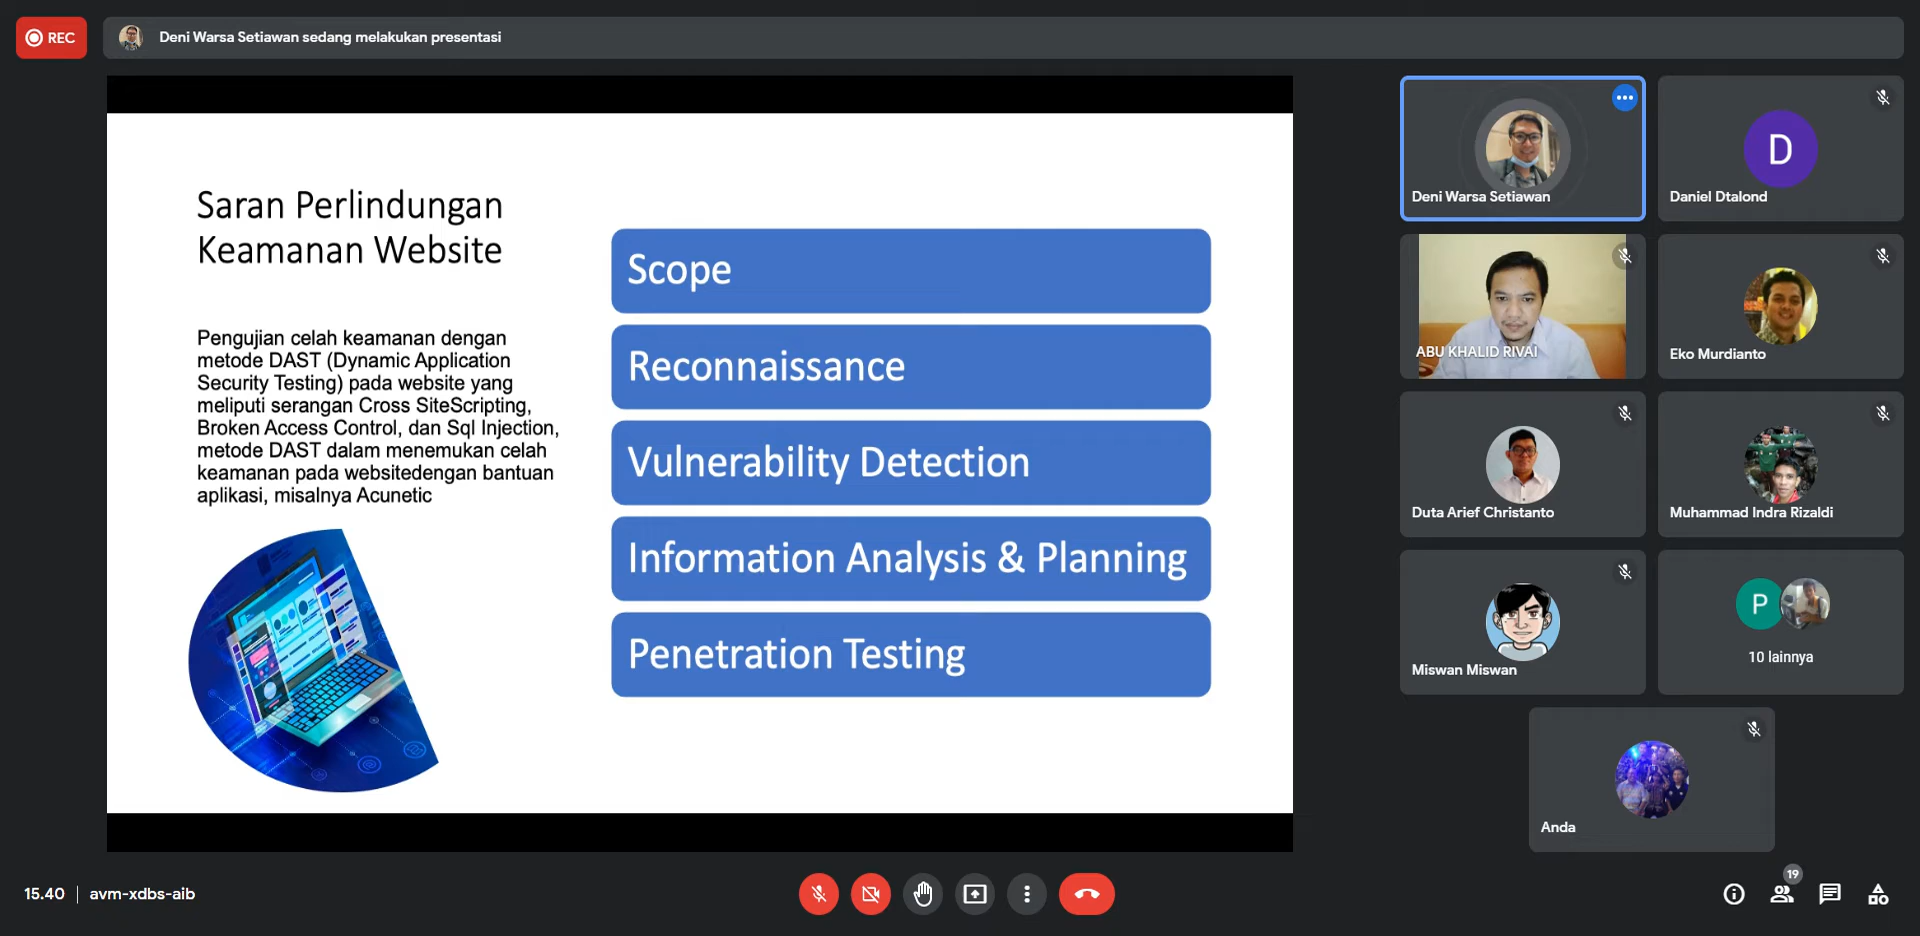 REC
Deni Warsa Setiawan sedang melakukan presentasi
Saran Perlindungan
Keamanan Website
Pengujian celah keamanan dengan
metode DAST (Dynamic Application
Security Testing) pada website yang
meliputi serangan Cross SiteScripting,
Broken Access Control, dan Sql Injection,
metode DAST dalam menemukan celah
keamanan pada websitedengan bantuan
aplikasi, misalnya Acunetic
Scope
Reconnaissance
Vulnerability Detection
Information Analysis & Planning
Penetration Testing
Deni Warsa Setiawan
D
Daniel Dtalond
ABU KHALID RIVAI
Eko Murdianto
Duta Arief Christanto
Muhammad Indra Rizaldi
Miswan Miswan
P
10 lainnya
Anda
15.40 | avm-xdbs-aib
19